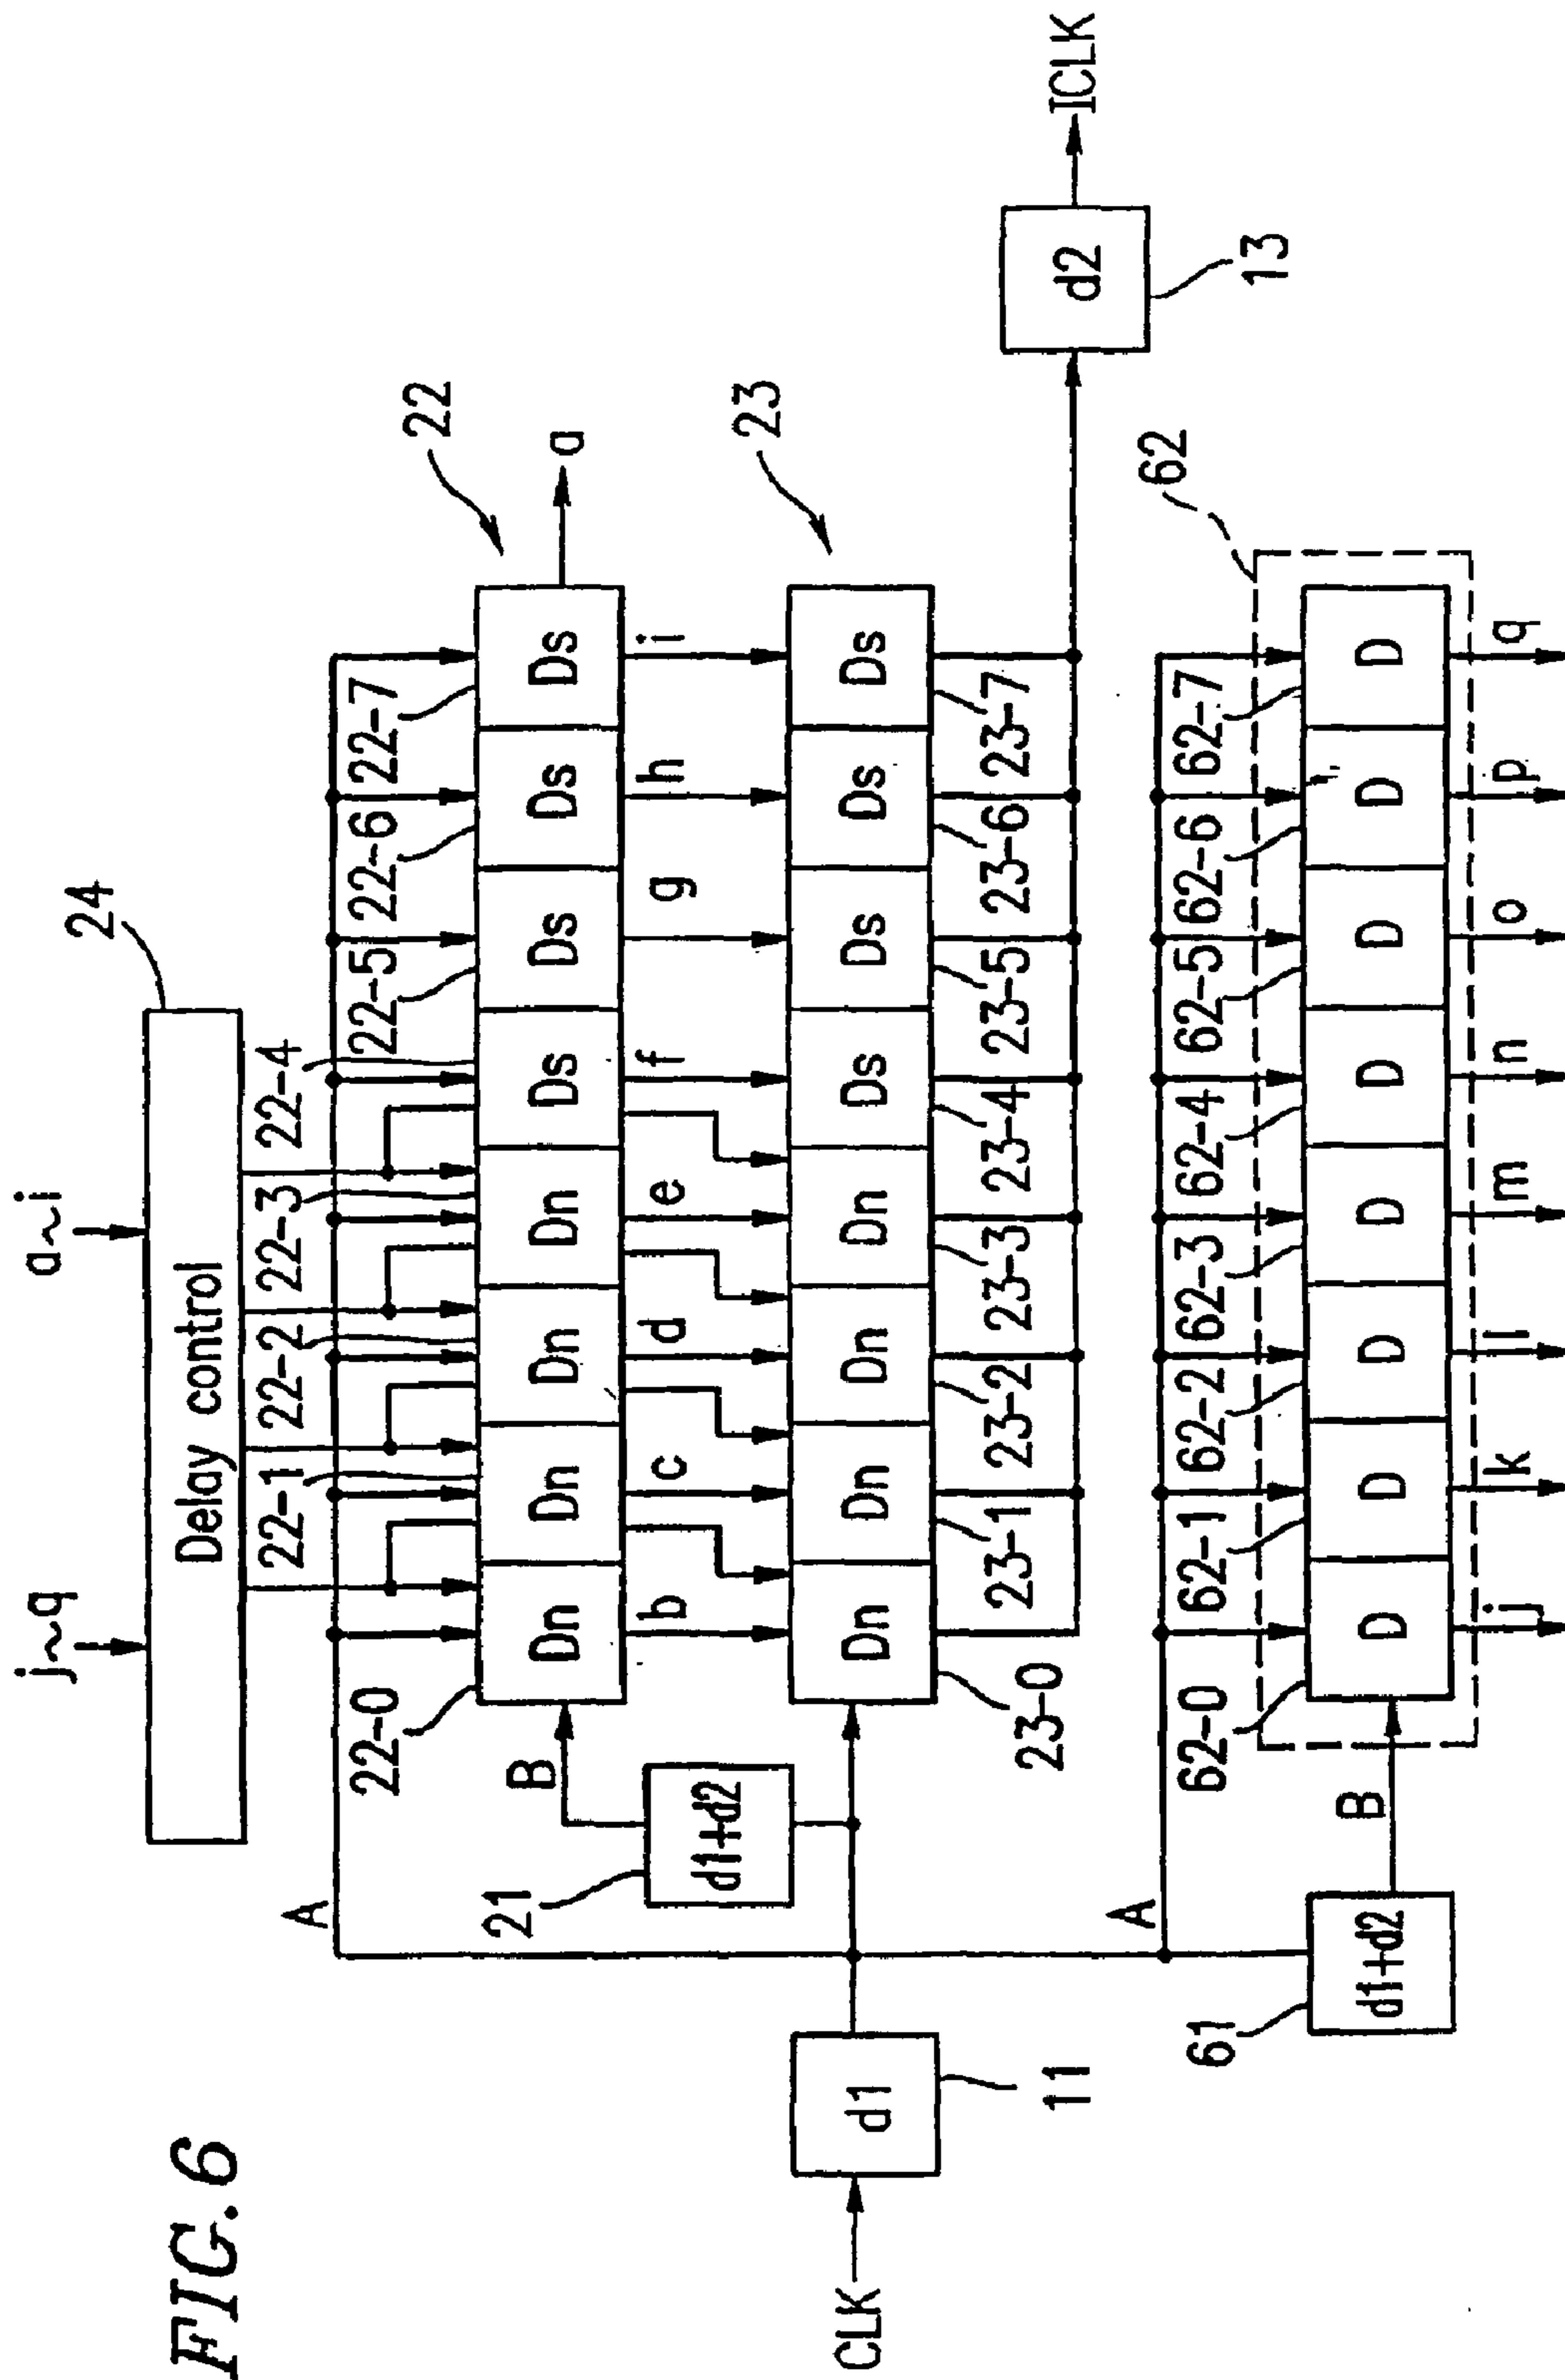 FIG. 6
j~q
a~i
Delay control
24
A
22-0
22-1
22-2
22-3
22-4
22-5
22-6
22-7
22
B
Dn
Dn
Dn
Dn
Ds
Ds
Ds
Ds
a
21
d1+d2
b
c
d
e
f
g
h
i
23
CLK
d1
11
Dn
Dn
Dn
Dn
Ds
Ds
Ds
Ds
23-0
23-1
23-2
23-3
23-4
23-5
23-6
23-7
d2
13
ICLK
A
62-0
62-1
62-2
62-3
62-4
62-5
62-6
62-7
62
61
d1+d2
B
D
D
D
D
D
D
D
D
j
k
l
m
n
o
p
q